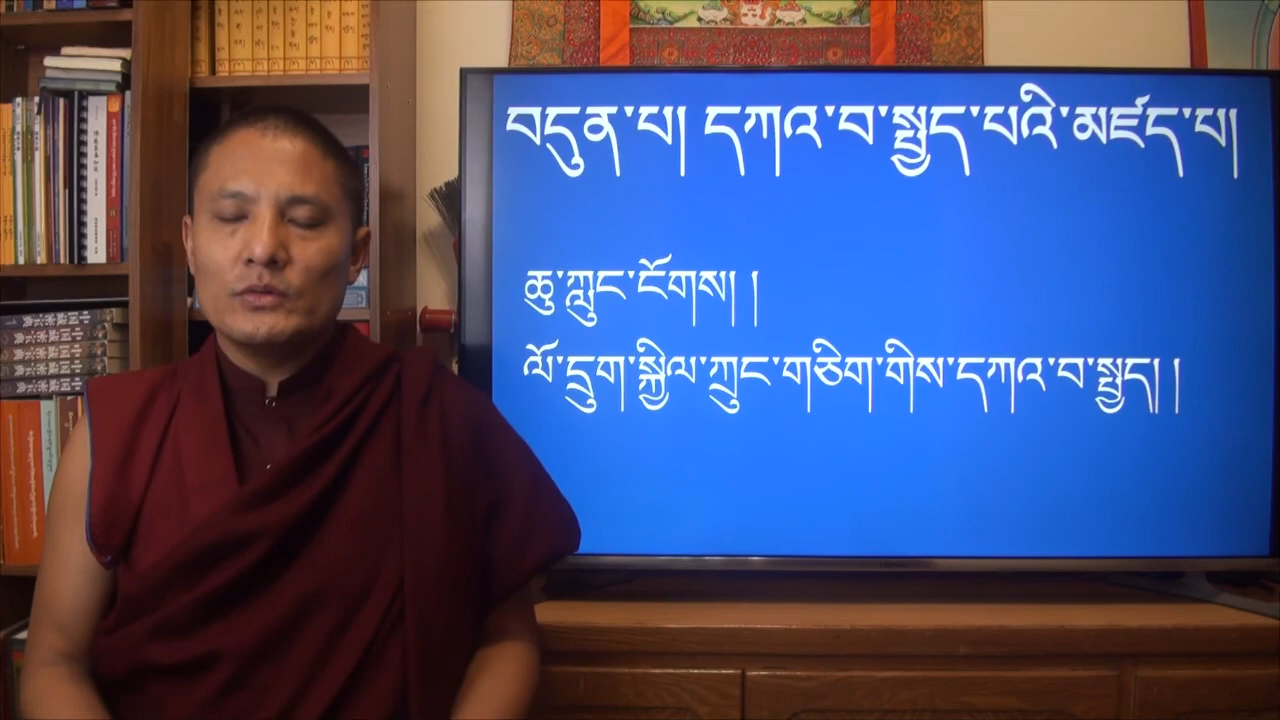 བདུན་པ། དཀའ་བ་སྤྱད་པའི་མཛད་པ།
ཆུ་ཀླུང་ངོགས། །
ལོ་དྲུག་སྐྱིལ་ཀྲུང་གཅིག་གིས་དཀའ་བ་སྤྱད། །